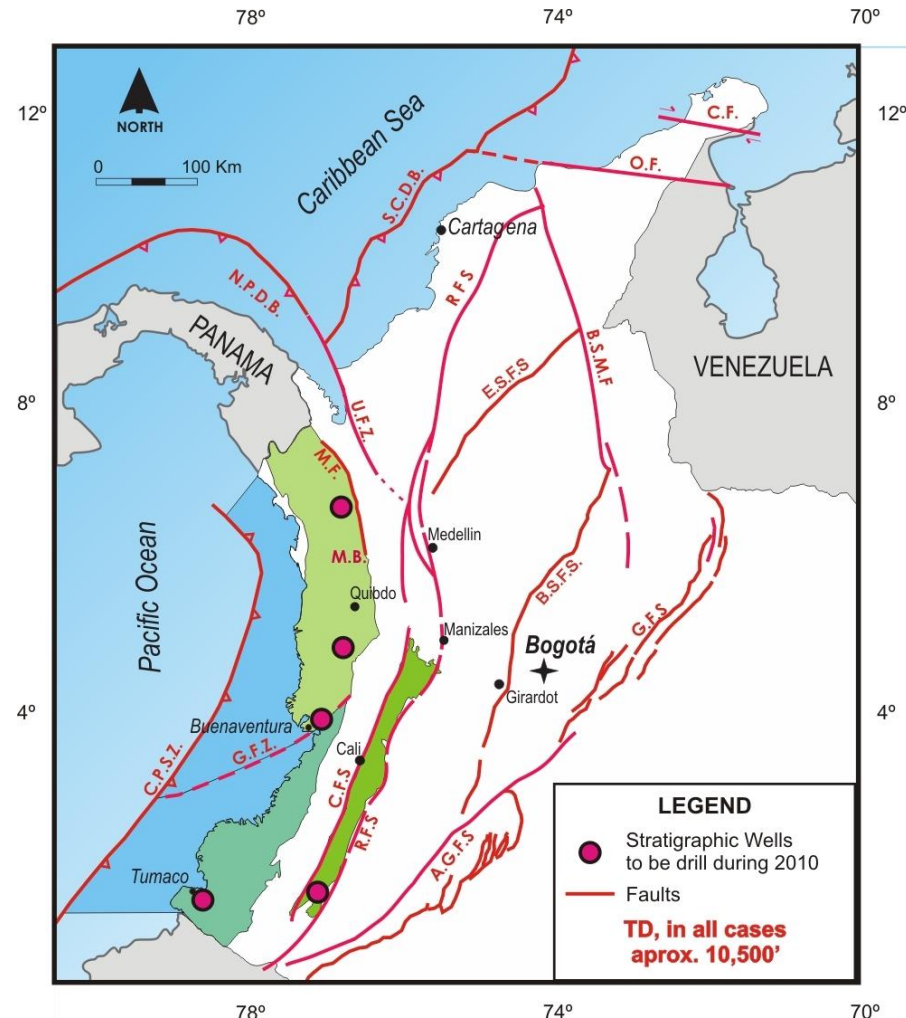 78º 74º 70º
12º
12º
NORTH
0 100 Km
Caribbean Sea
C.F.
O.F.
S.C.D.B.
Cartagena
N.P.D.B.
R F S
PANAMA
B.S.M.F
E.S.F.S
VENEZUELA
8º
8º
U.F.Z.
M.F.
Medellin
M.B.
Pacific Ocean
Quibdo
B.S.F.S.
G.F.S
Manizales
Bogotá
Girardot
4º
4º
Buenaventura
G.F.Z.
C.P.S.Z.
Cali
C.F.S
R.F.S
A.G.F.S
Tumaco
LEGEND
Stratigraphic Wells
to be drill during 2010
Faults
TD, in all cases
aprox. 10,500’
78º 74º 70º